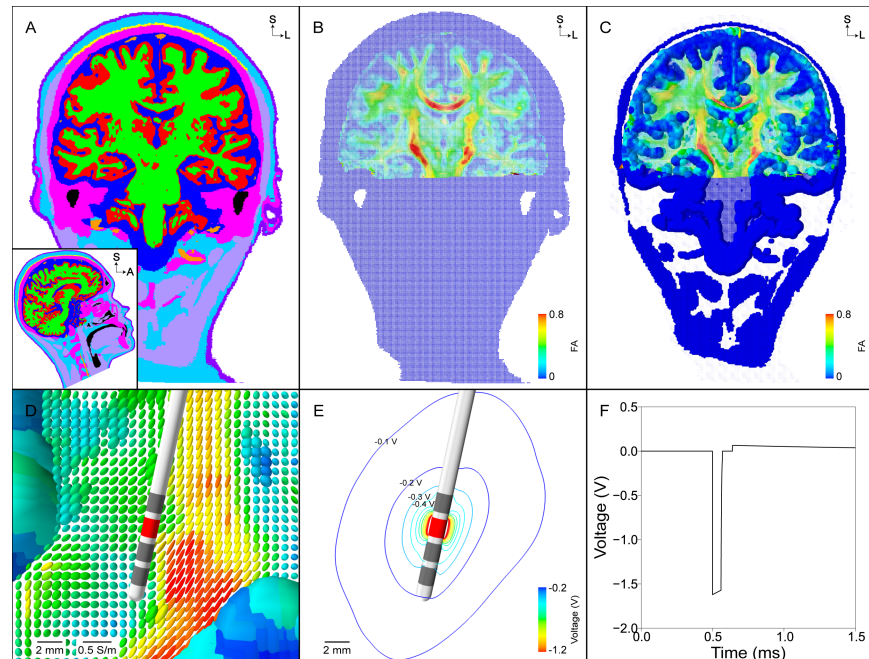 A
S
L
S
A
B
S
L
0.8
0
FA
C
S
L
0.8
0
FA
D
2 mm
0.5 S/m
E
-0.1 V
-0.2 V
-0.3 V
-0.4 V
2 mm
-0.2
-1.2
Voltage (V)
F
0.5
0.0
-0.5
-1.0
-1.5
-2.0
Voltage (V)
0.0
0.5
1.0
1.5
Time (ms)